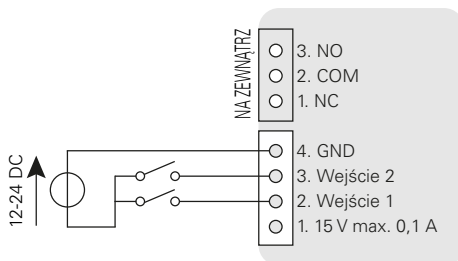 NA ZEWNĄTRZ
3. NO
2. COM
1. NC
12-24 DC
4. GND
3. Wejście 2
2. Wejście 1
1. 15 V max. 0,1 A